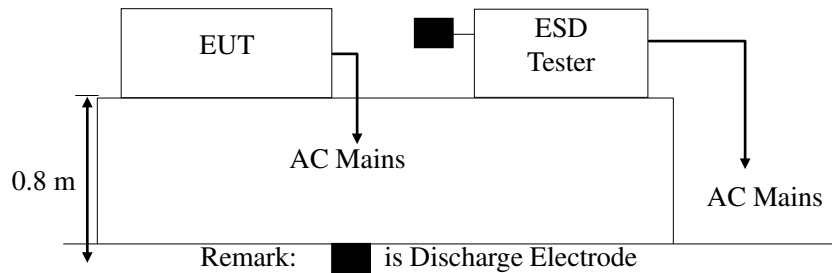 EUT
ESD
Tester
AC Mains
0.8 m
AC Mains
Remark: is Discharge Electrode